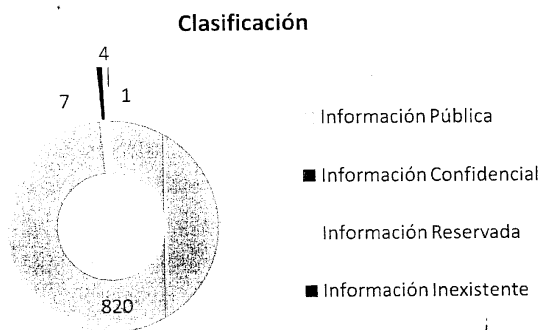 Clasificación
4
7
1
Información Pública
Información Confidencial
Información Reservada
Información Inexistente
820